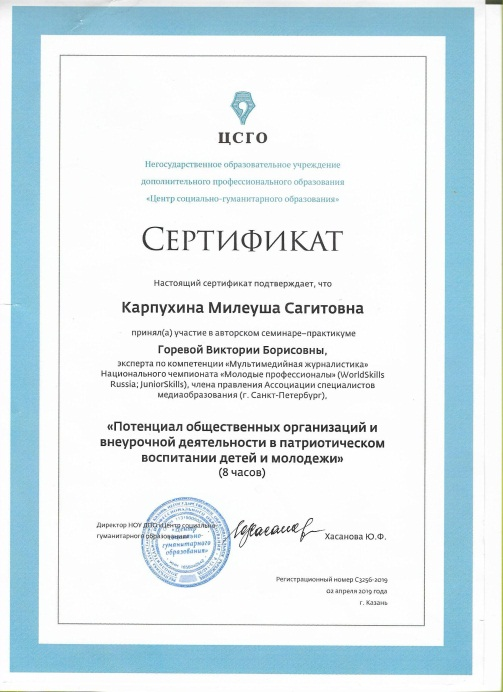 ЦСГО
Негосударственное образовательное учреждение
дополнительного профессионального образования
«Центр социально-гуманитарного образования»
СЕРТИФИКАТ
Настоящий сертификат подтверждает, что
Карпухина Милеуша Сагитовна
принял(а) участие в авторском семинаре–практикуме
Горевой Виктории Борисовны,
эксперта по компетенции «Мультимедийная журналистика»
Национального чемпионата «Молодые профессионалы» (WorldSkills
Russia; JuniorSkills), члена правления Ассоциации специалистов
медиаобразования (г. Санкт-Петербург),
«Потенциал общественных организаций и
внеурочной деятельности в патриотическом
воспитании детей и молодежи»
(8 часов)
Директор НОУ ДПО «Центр социально-
гуманитарного образования»
Хасанова Ю.Ф.
«Центр
социально-
гуманитарного
образования»
Регистрационный номер С3256-2019
02 апреля 2019 года
г. Казань